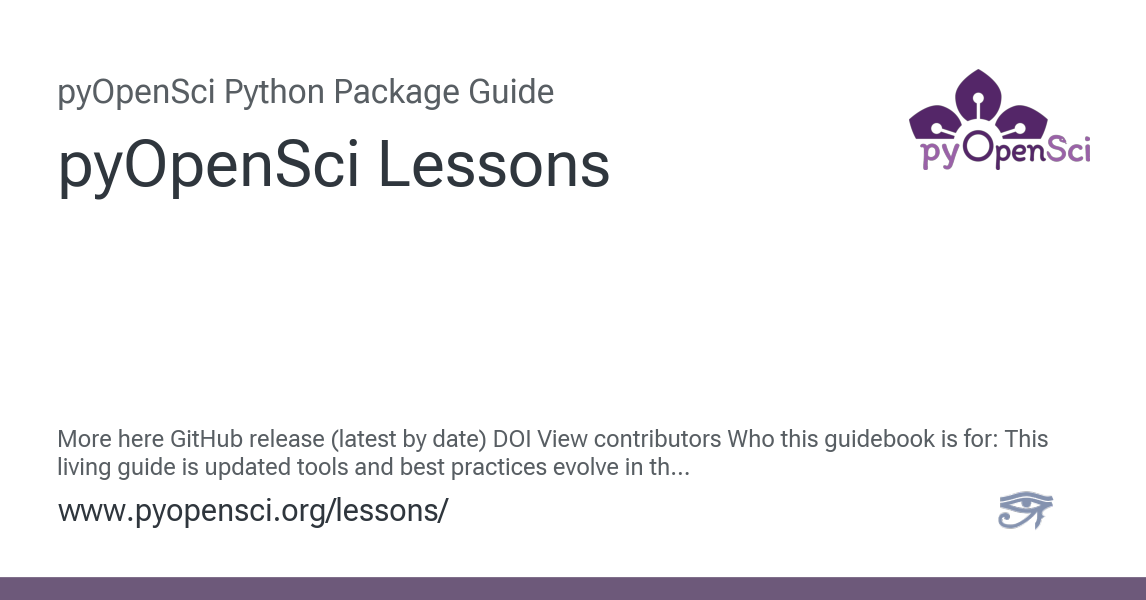 pyOpenSci Python Package Guide
pyOpenSci Lessons
pyOpenSci
More here GitHub release (latest by date) DOI View contributors Who this guidebook is for: This
living guide is updated tools and best practices evolve in th...
www.pyopensci.org/lessons/